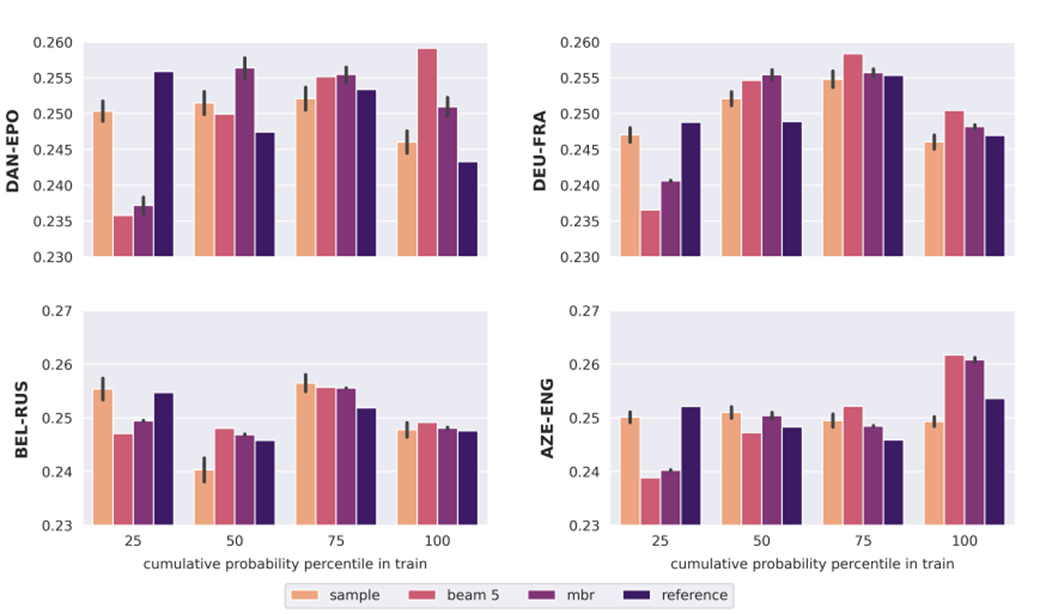 DAN-EPO
0.260
0.255
0.250
0.245
0.240
0.235
0.230
DEU-FRA
0.260
0.255
0.250
0.245
0.240
0.235
0.230
BEL-RUS
0.27
0.26
0.25
0.24
0.23
25 50 75 100
cumulative probability percentile in train
AZE-ENG
0.27
0.26
0.25
0.24
0.23
25 50 75 100
cumulative probability percentile in train
sample beam 5 mbr reference